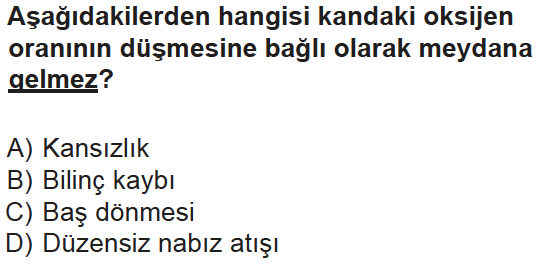 Aşağıdakilerden hangisi kandaki oksijen
oranının düşmesine bağlı olarak meydana
gelmez?
A) Kansızlık
B) Bilinç kaybı
C) Baş dönmesi
D) Düzensiz nabız atışı